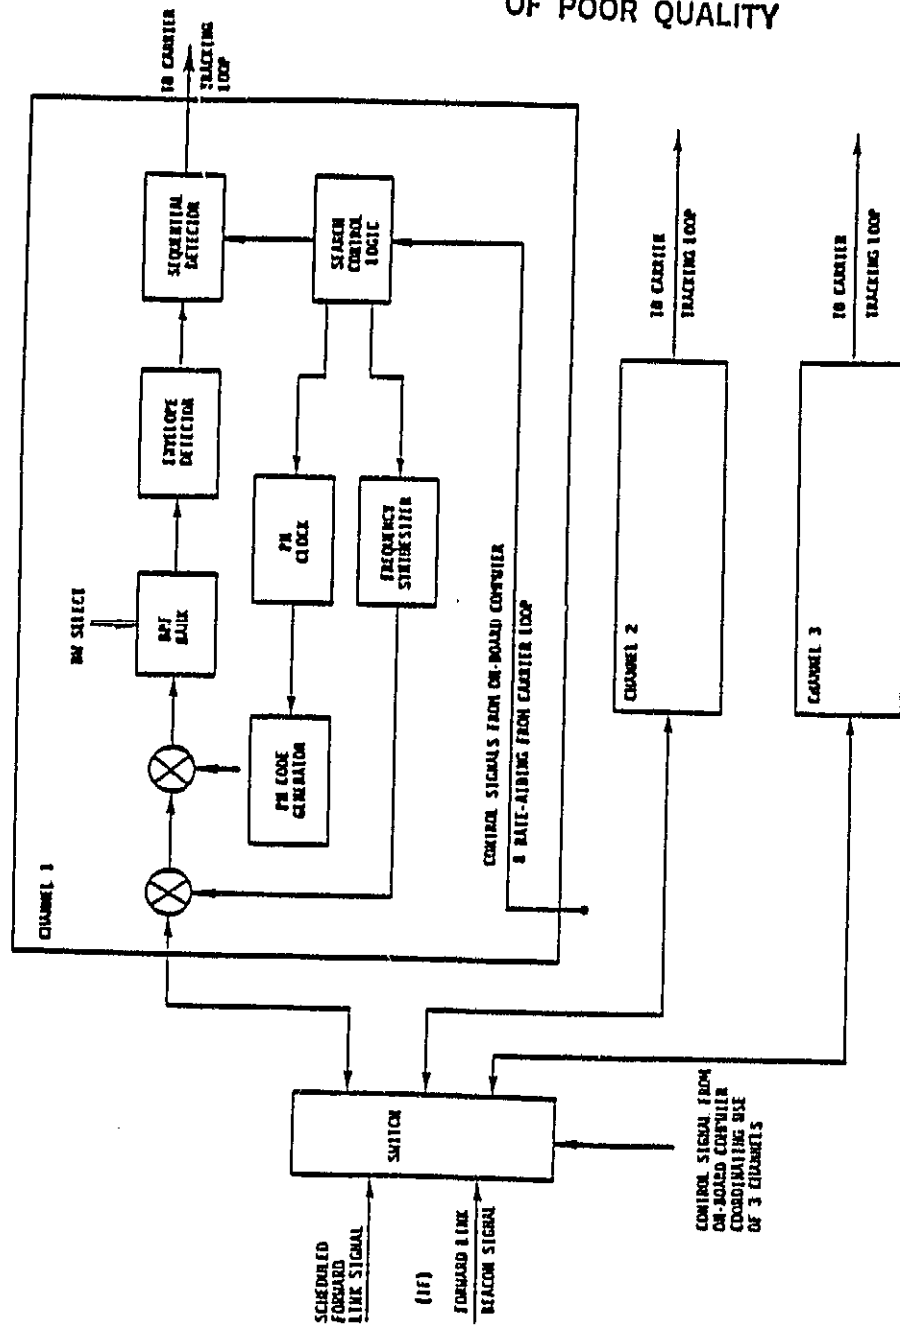 OF POOR QUALITY
CHANNEL 1
BW SELECT
BPF
BANK
ENVELOPE
DETECTOR
SEQUENTIAL
DETECTOR
TO CARRIER
TRACKING
LOOP
PN CODE
GENERATOR
PN
CLOCK
FREQUENCY
SYNTHESIZER
SEARCH
CONTROL
LOGIC
CONTROL SIGNALS FROM ON-BOARD COMPUTER
& RATE-AIDING FROM CARRIER LOOP
SCHEDULED
FORWARD
LINK SIGNAL
(IF)
FORWARD LINK
BEACON SIGNAL
SWITCH
CONTROL SIGNAL FROM
ON-BOARD COMPUTER
COORDINATING USE
OF 3 CHANNELS
CHANNEL 2
TO CARRIER
TRACKING LOOP
CHANNEL 3
TO CARRIER
TRACKING LOOP